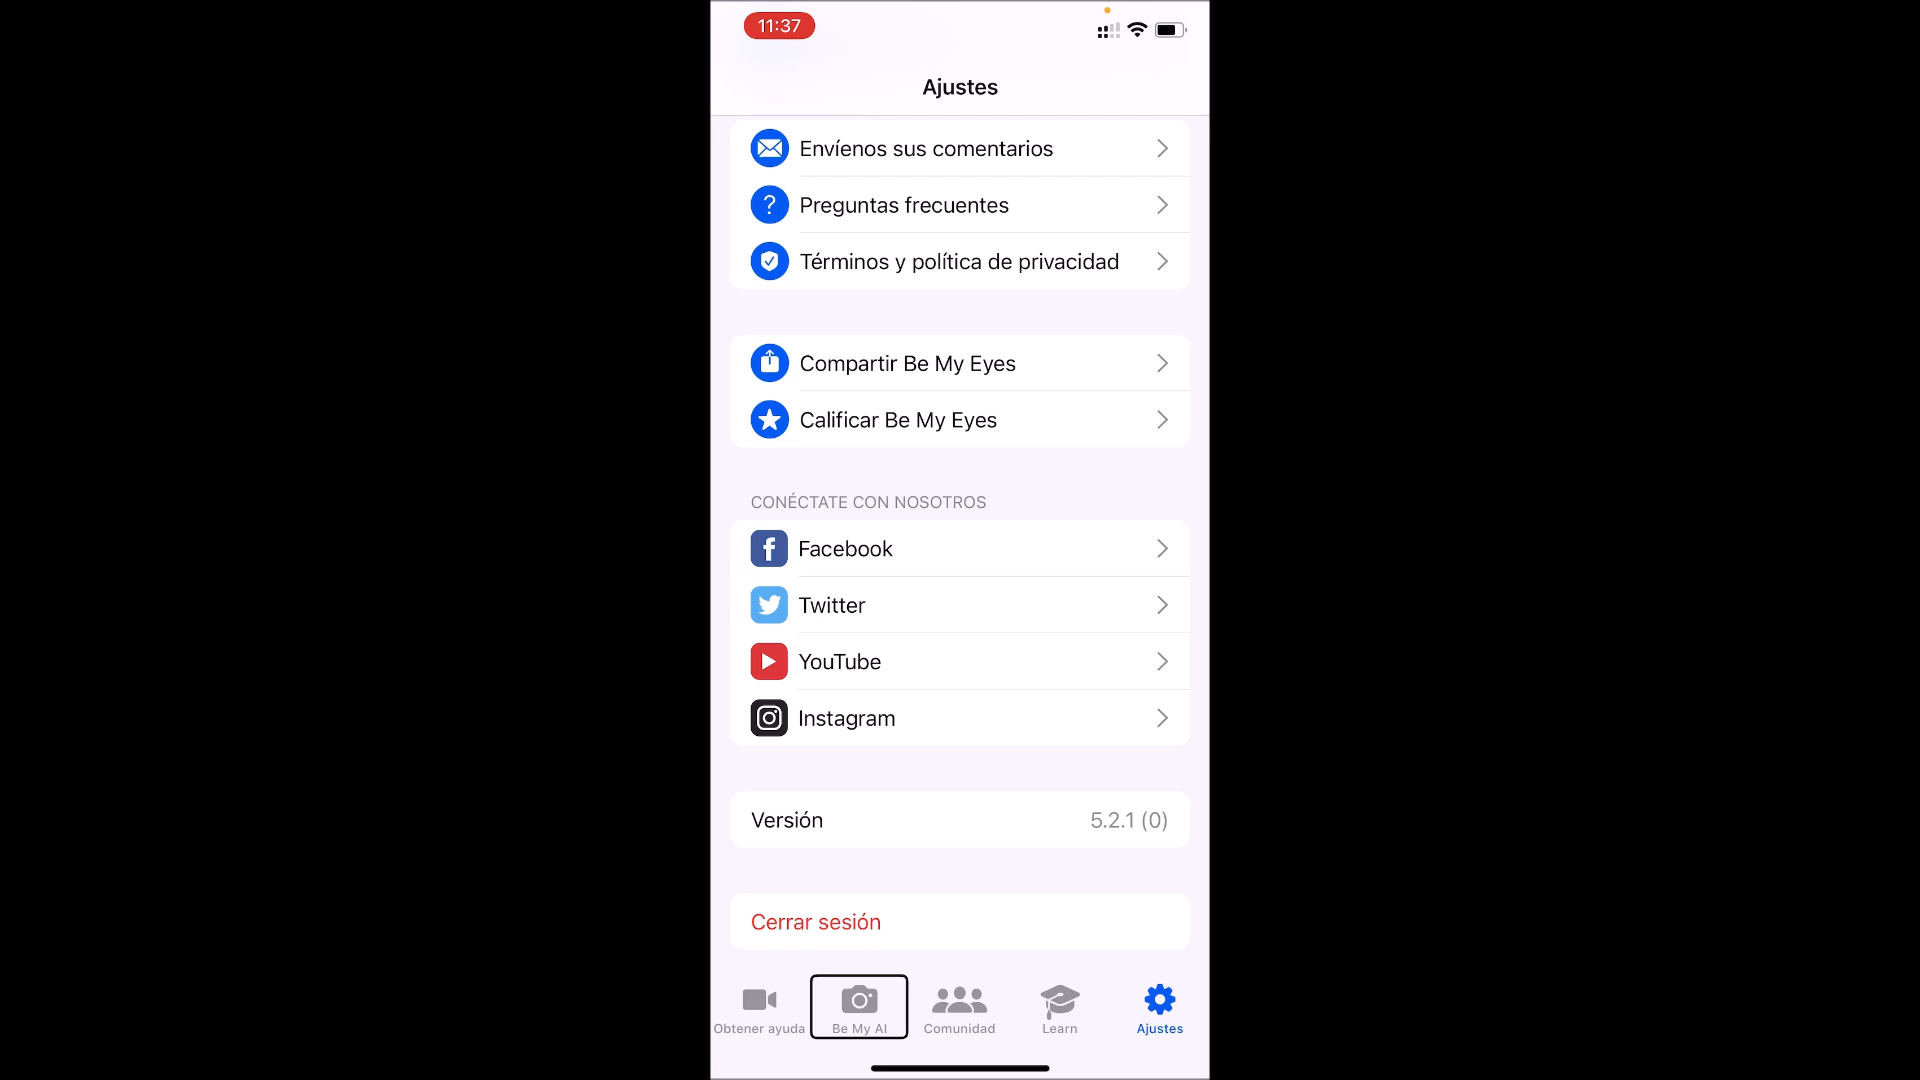 11:37
Ajustes
Envíenos sus comentarios
Preguntas frecuentes
Términos y política de privacidad
Compartir Be My Eyes
Calificar Be My Eyes
CONÉCTATE CON NOSOTROS
Facebook
Twitter
YouTube
Instagram
Versión 5.2.1 (0)
Cerrar sesión
Obtener ayuda Be My AI Comunidad Learn Ajustes